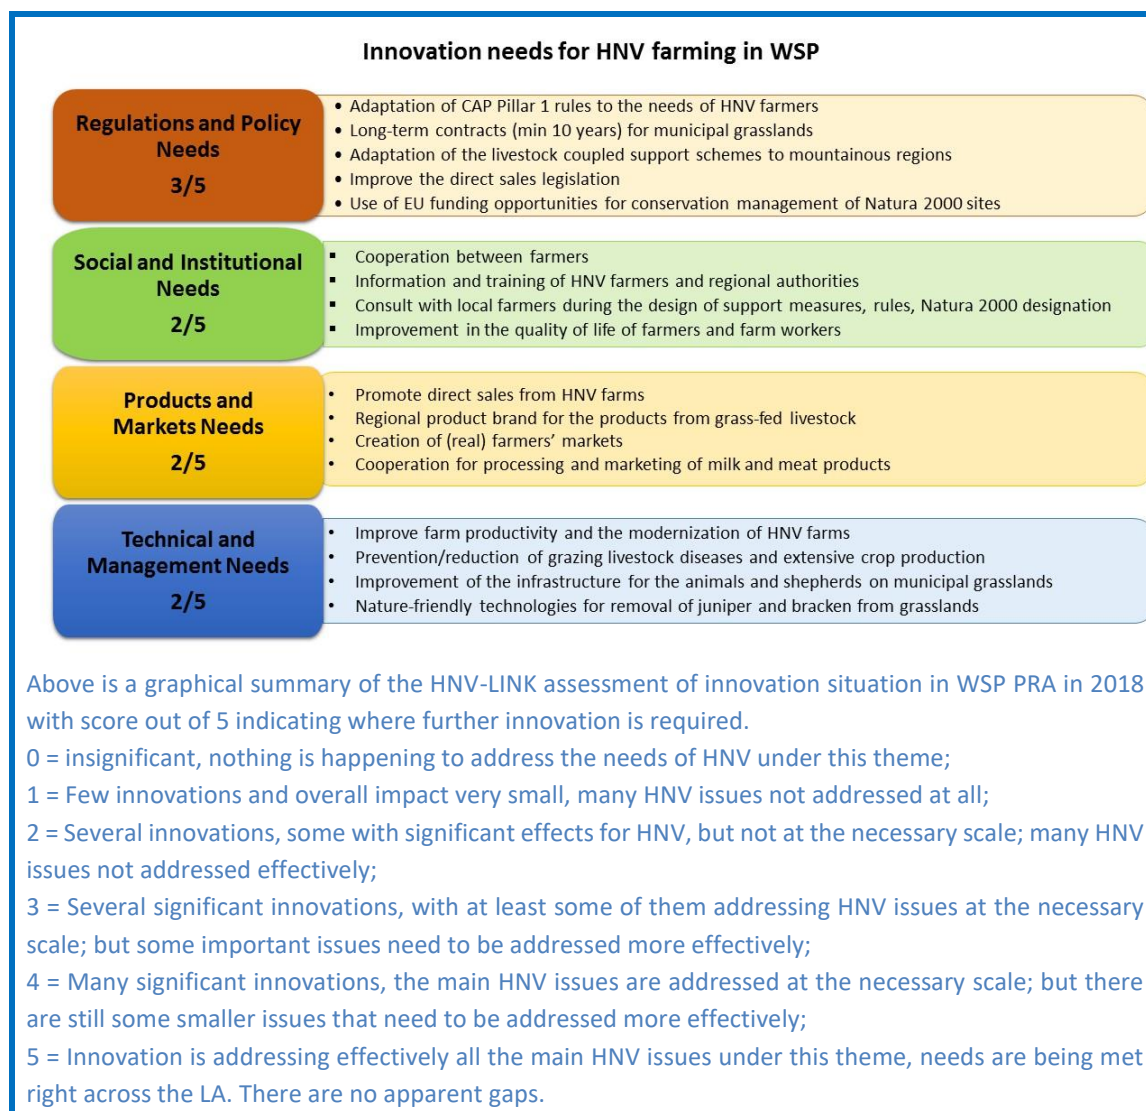 Innovation needs for HNV farming in WSP
Regulations and Policy
Needs
3/5
• Adaptation of CAP Pillar 1 rules to the needs of HNV farmers
• Long-term contracts (min 10 years) for municipal grasslands
• Adaptation of the livestock coupled support schemes to mountainous regions
• Improve the direct sales legislation
• Use of EU funding opportunities for conservation management of Natura 2000 sites
Social and Institutional
Needs
2/5
▪ Cooperation between farmers
▪ Information and training of HNV farmers and regional authorities
▪ Consult with local farmers during the design of support measures, rules, Natura 2000 designation
▪ Improvement in the quality of life of farmers and farm workers
Products and
Markets Needs
2/5
• Promote direct sales from HNV farms
• Regional product brand for the products from grass-fed livestock
• Creation of (real) farmers’ markets
• Cooperation for processing and marketing of milk and meat products
Technical and
Management Needs
2/5
• Improve farm productivity and the modernization of HNV farms
• Prevention/reduction of grazing livestock diseases and extensive crop production
• Improvement of the infrastructure for the animals and shepherds on municipal grasslands
• Nature-friendly technologies for removal of juniper and bracken from grasslands
Above is a graphical summary of the HNV-LINK assessment of innovation situation in WSP PRA in 2018
with score out of 5 indicating where further innovation is required.
0 = insignificant, nothing is happening to address the needs of HNV under this theme;
1 = Few innovations and overall impact very small, many HNV issues not addressed at all;
2 = Several innovations, some with significant effects for HNV, but not at the necessary scale; many HNV
issues not addressed effectively;
3 = Several significant innovations, with at least some of them addressing HNV issues at the necessary
scale; but some important issues need to be addressed more effectively;
4 = Many significant innovations, the main HNV issues are addressed at the necessary scale; but there
are still some smaller issues that need to be addressed more effectively;
5 = Innovation is addressing effectively all the main HNV issues under this theme, needs are being met
right across the LA. There are no apparent gaps.